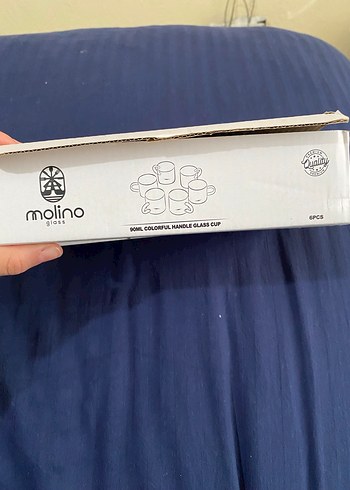 molino
glass
90ML COLORFUL HANDLE GLASS CUP
Quality
6PCS